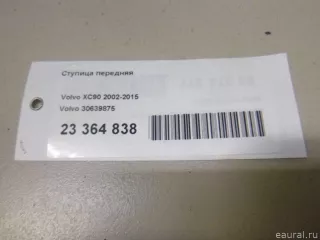 Ступица передняя
Volvo XC90 2002-2015
Volvo 30639875
23 364 838
eaural.ru